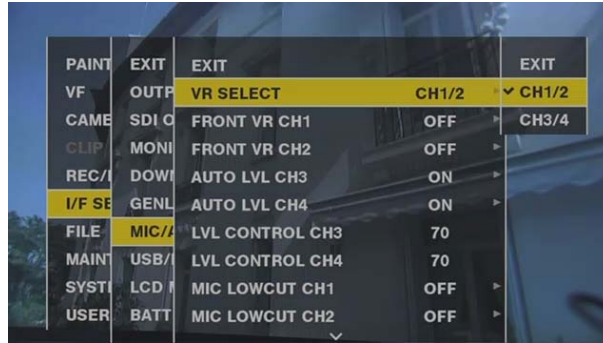 PAINT EXIT EXIT EXIT
VF OUTP VR SELECT CH1/2 CH1/2
CAME SDI O FRONT VR CH1 OFF CH3/4
CLIP MONI FRONT VR CH2 OFF
REC/ DOW AUTO LVL CH3 ON
I/F SE GENL AUTO LVL CH4 ON
FILE MIC/ LVL CONTROL CH3 70
MAIN USB/ LVL CONTROL CH4 70
SYST LCD MIC LOWCUT CH1 OFF
USER BATT MIC LOWCUT CH2 OFF